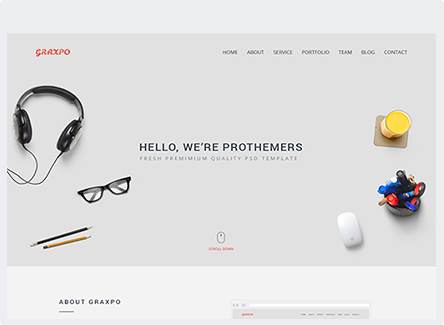 GRAXPO
HOME ABOUT SERVICE PORTFOLIO TEAM BLOG CONTACT
HELLO, WE'RE PROTHEMERS
FRESH PREMIMIUM QUALITY PSD TEMPLATE
SCROLL DOWN
ABOUT GRAXPO